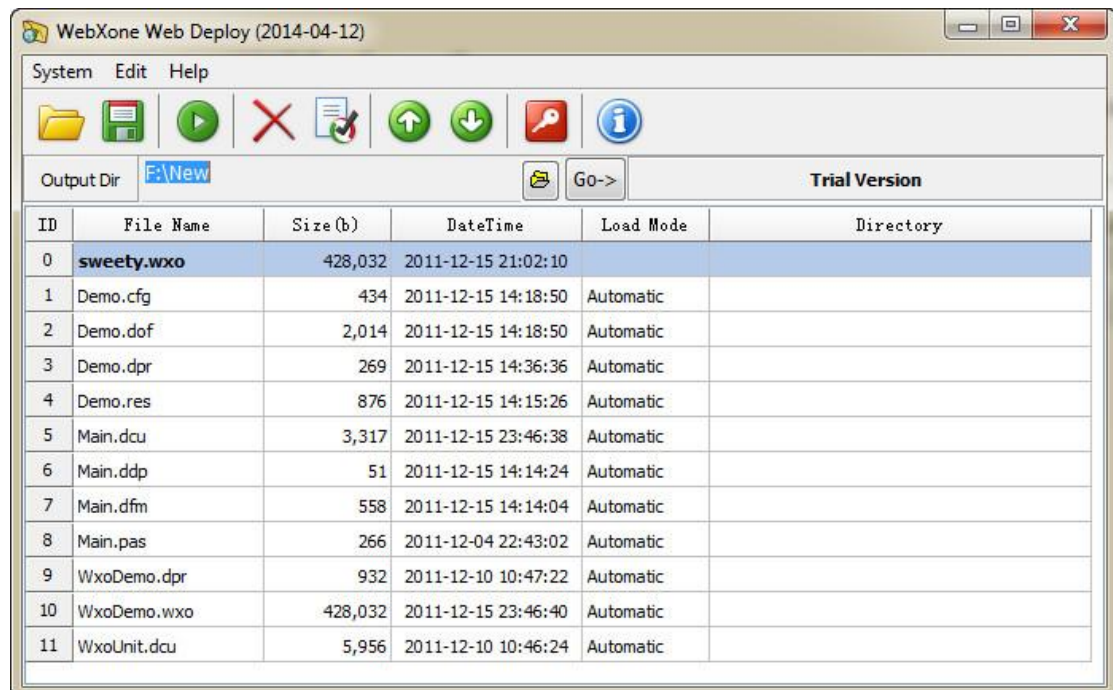 WebXone Web Deploy (2014-04-12)
System Edit Help
Output Dir F:\New Go-> Trial Version
ID File Name Size(b) DateTime Load Mode Directory
0 sweety.wxo 428,032 2011-12-15 21:02:10
1 Demo.cfg 434 2011-12-15 14:18:50 Automatic
2 Demo.dof 2,014 2011-12-15 14:18:50 Automatic
3 Demo.dpr 269 2011-12-15 14:36:36 Automatic
4 Demo.res 876 2011-12-15 14:15:26 Automatic
5 Main.dcu 3,317 2011-12-15 23:46:38 Automatic
6 Main.ddp 51 2011-12-15 14:14:24 Automatic
7 Main.dfm 558 2011-12-15 14:14:04 Automatic
8 Main.pas 266 2011-12-04 22:43:02 Automatic
9 WxoDemo.dpr 932 2011-12-10 10:47:22 Automatic
10 WxoDemo.wxo 428,032 2011-12-15 23:46:40 Automatic
11 WxoUnit.dcu 5,956 2011-12-10 10:46:24 Automatic